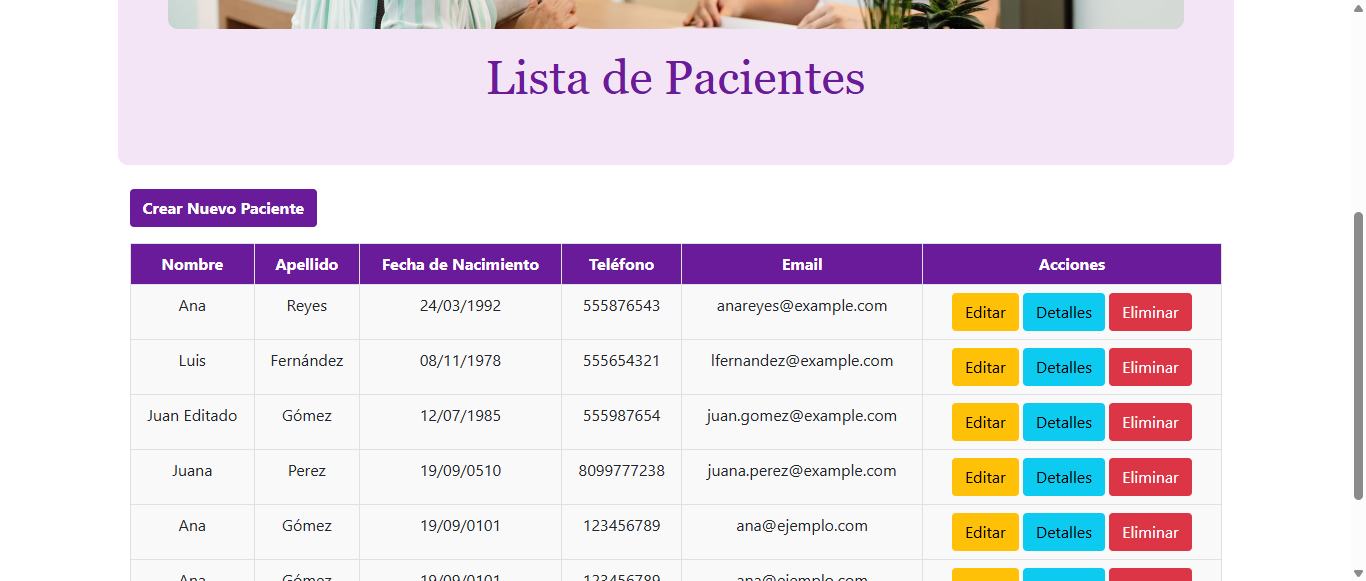 Lista de Pacientes
Crear Nuevo Paciente
Nombre Apellido Fecha de Nacimiento Teléfono Email Acciones
Ana Reyes 24/03/1992 555876543 anareyes@example.com Editar Detalles Eliminar
Luis Fernández 08/11/1978 555654321 lfernandez@example.com Editar Detalles Eliminar
Juan Editado Gómez 12/07/1985 555987654 juan.gomez@example.com Editar Detalles Eliminar
Juana Perez 19/09/0510 8099777238 juana.perez@example.com Editar Detalles Eliminar
Ana Gómez 19/09/0101 123456789 ana@ejemplo.com Editar Detalles Eliminar
Ana Gómez 19/09/0101 123456789 ana@ejemplo.com